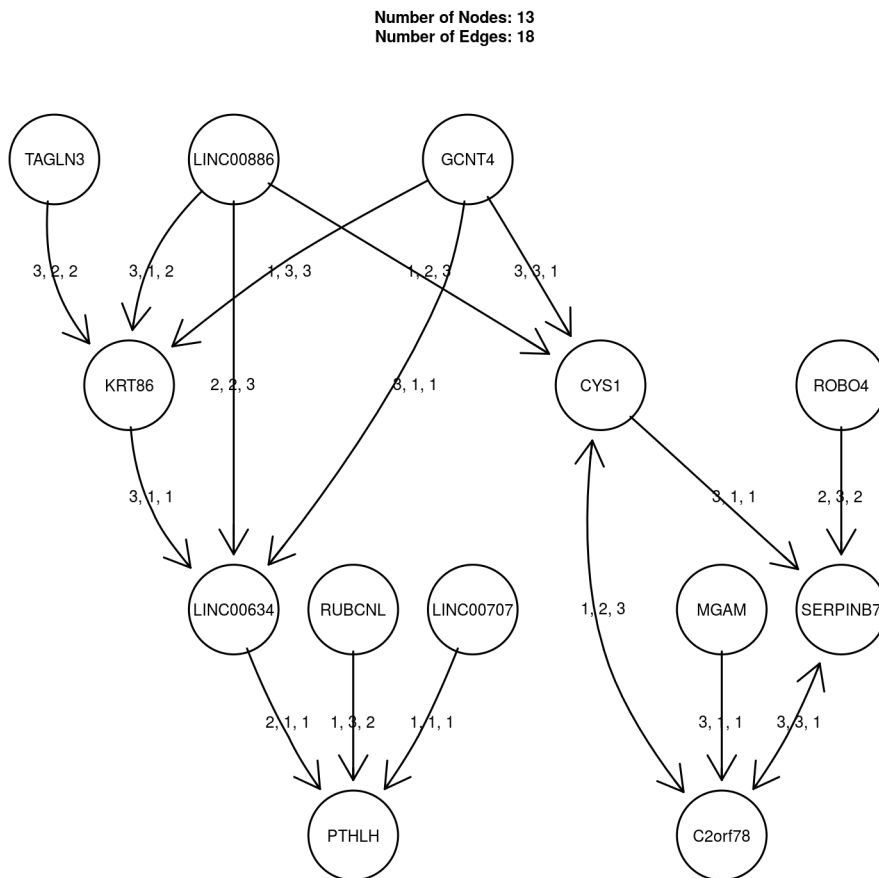 Number of Nodes: 13
Number of Edges: 18
TAGLN3
LINC00886
GCNT4
3, 2, 2
3, 1, 2
1, 3, 3
1, 2, 3
3, 3, 1
KRT86
2, 2, 3
3, 1, 1
CYS1
ROBO4
3, 1, 1
3, 1, 1
2, 3, 2
LINC00634
RUBCNL
LINC00707
1, 2, 3
MGAM
SERPINB7
2, 1, 1
1, 3, 2
1, 1, 1
3, 1, 1
3, 3, 1
PTHLH
C2orf78